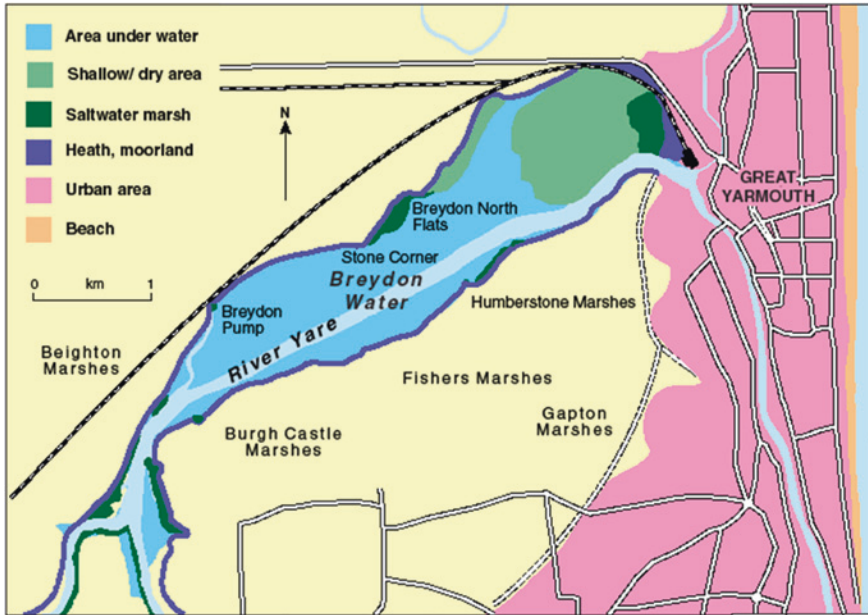 Area under water
Shallow/ dry area
Saltwater marsh
Heath, moorland
Urban area
Beach
N
0 km 1
GREAT
YARMOUTH
Breydon North
Flats
Stone Corner
Breydon
Water
Breydon
Pump
River Yare
Humberstone Marshes
Beighton
Marshes
Fishers Marshes
Gapton
Marshes
Burgh Castle
Marshes